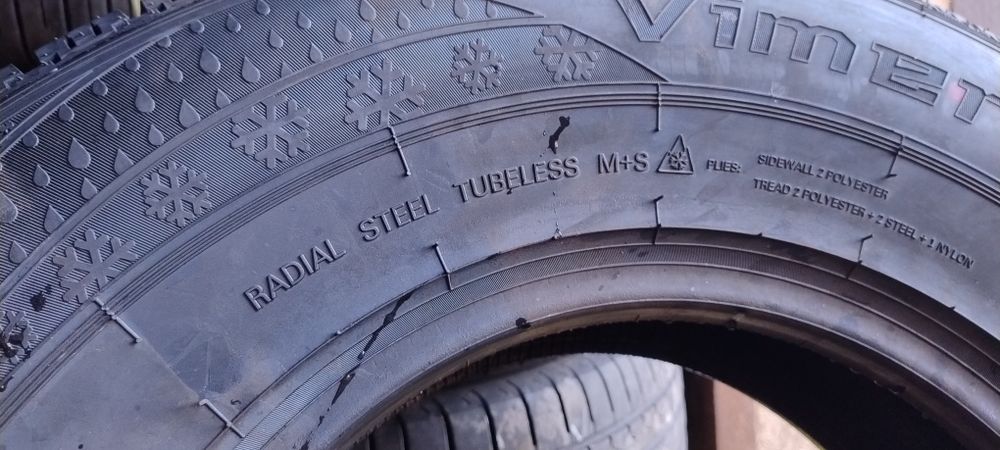 Vimer
RADIAL STEEL TUBELESS M+S PLIES: SIDEWALL 2 POLYESTER
TREAD 2 POLYESTER + 2 STEEL + 1 NYLON